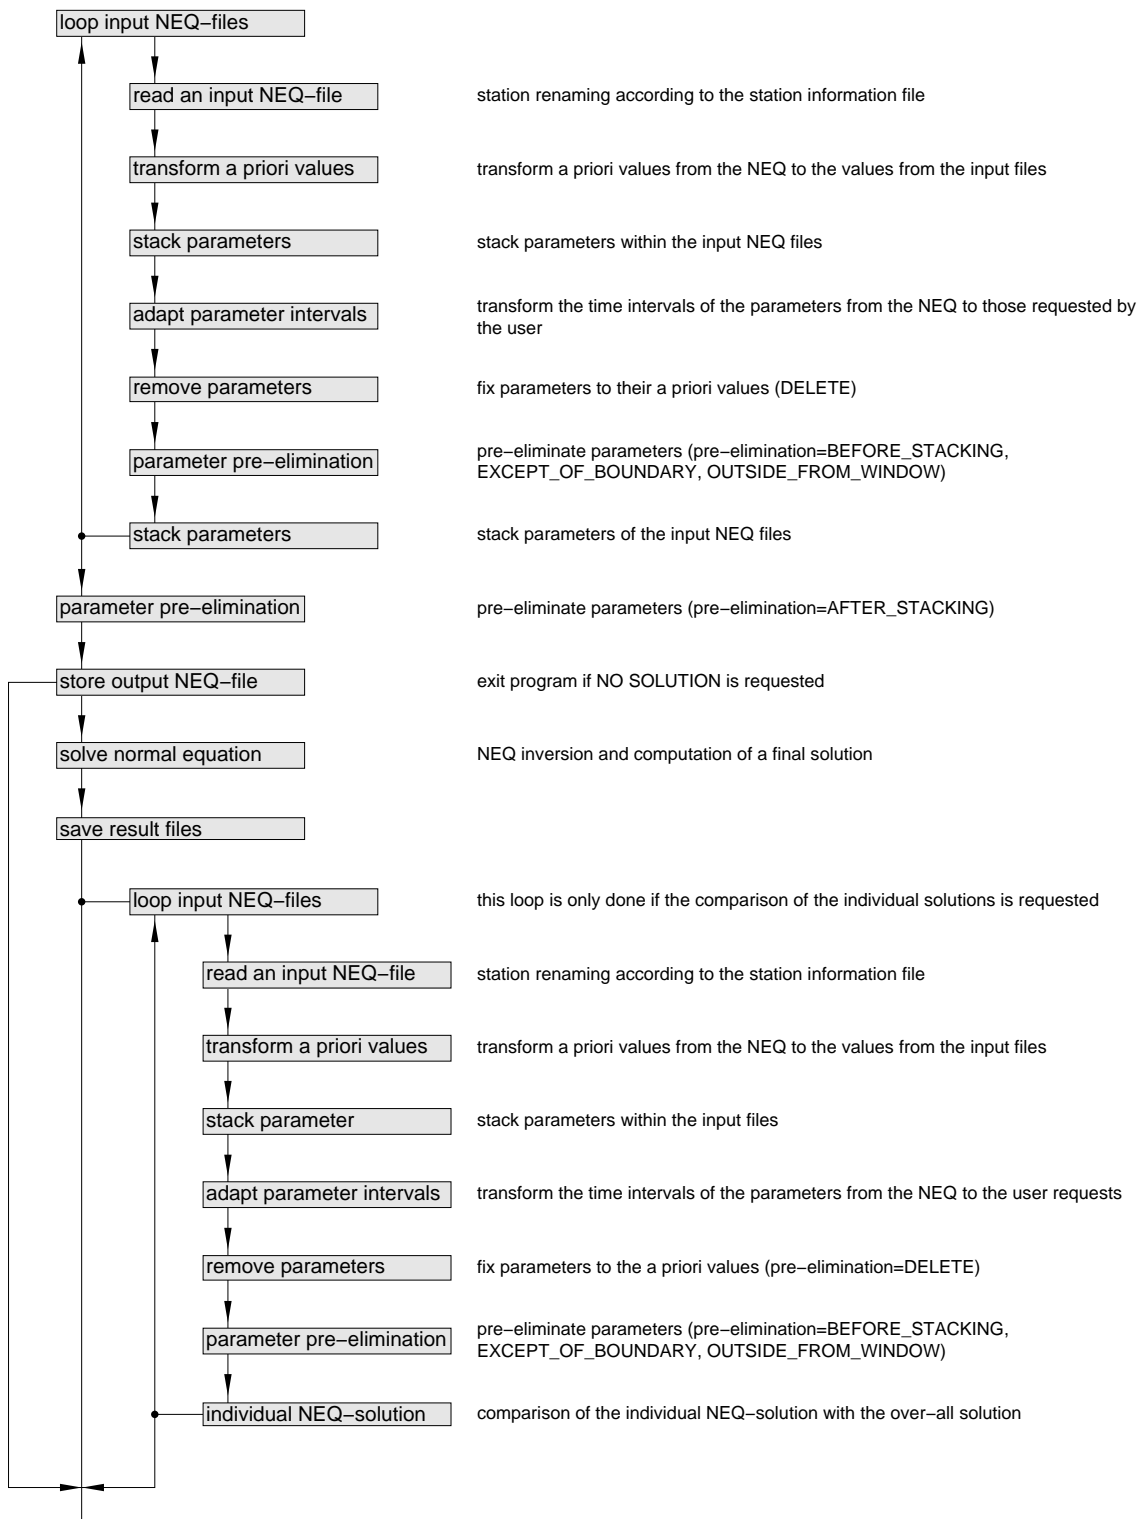 loop input NEQ−files
read an input NEQ−file station renaming according to the station information file
transform a priori values transform a priori values from the NEQ to the values from the input files
stack parameters stack parameters within the input NEQ files
adapt parameter intervals transform the time intervals of the parameters from the NEQ to those requested by
the user
remove parameters fix parameters to their a priori values (DELETE)
parameter pre−elimination pre−eliminate parameters (pre−elimination=BEFORE_STACKING,
EXCEPT_OF_BOUNDARY, OUTSIDE_FROM_WINDOW)
stack parameters stack parameters of the input NEQ files
parameter pre−elimination pre−eliminate parameters (pre−elimination=AFTER_STACKING)
store output NEQ−file exit program if NO SOLUTION is requested
solve normal equation NEQ inversion and computation of a final solution
save result files
loop input NEQ−files this loop is only done if the comparison of the individual solutions is requested
read an input NEQ−file station renaming according to the station information file
transform a priori values transform a priori values from the NEQ to the values from the input files
stack parameter stack parameters within the input files
adapt parameter intervals transform the time intervals of the parameters from the NEQ to the user requests
remove parameters fix parameters to the a priori values (pre−elimination=DELETE)
parameter pre−elimination pre−eliminate parameters (pre−elimination=BEFORE_STACKING,
EXCEPT_OF_BOUNDARY, OUTSIDE_FROM_WINDOW)
individual NEQ−solution comparison of the individual NEQ−solution with the over−all solution